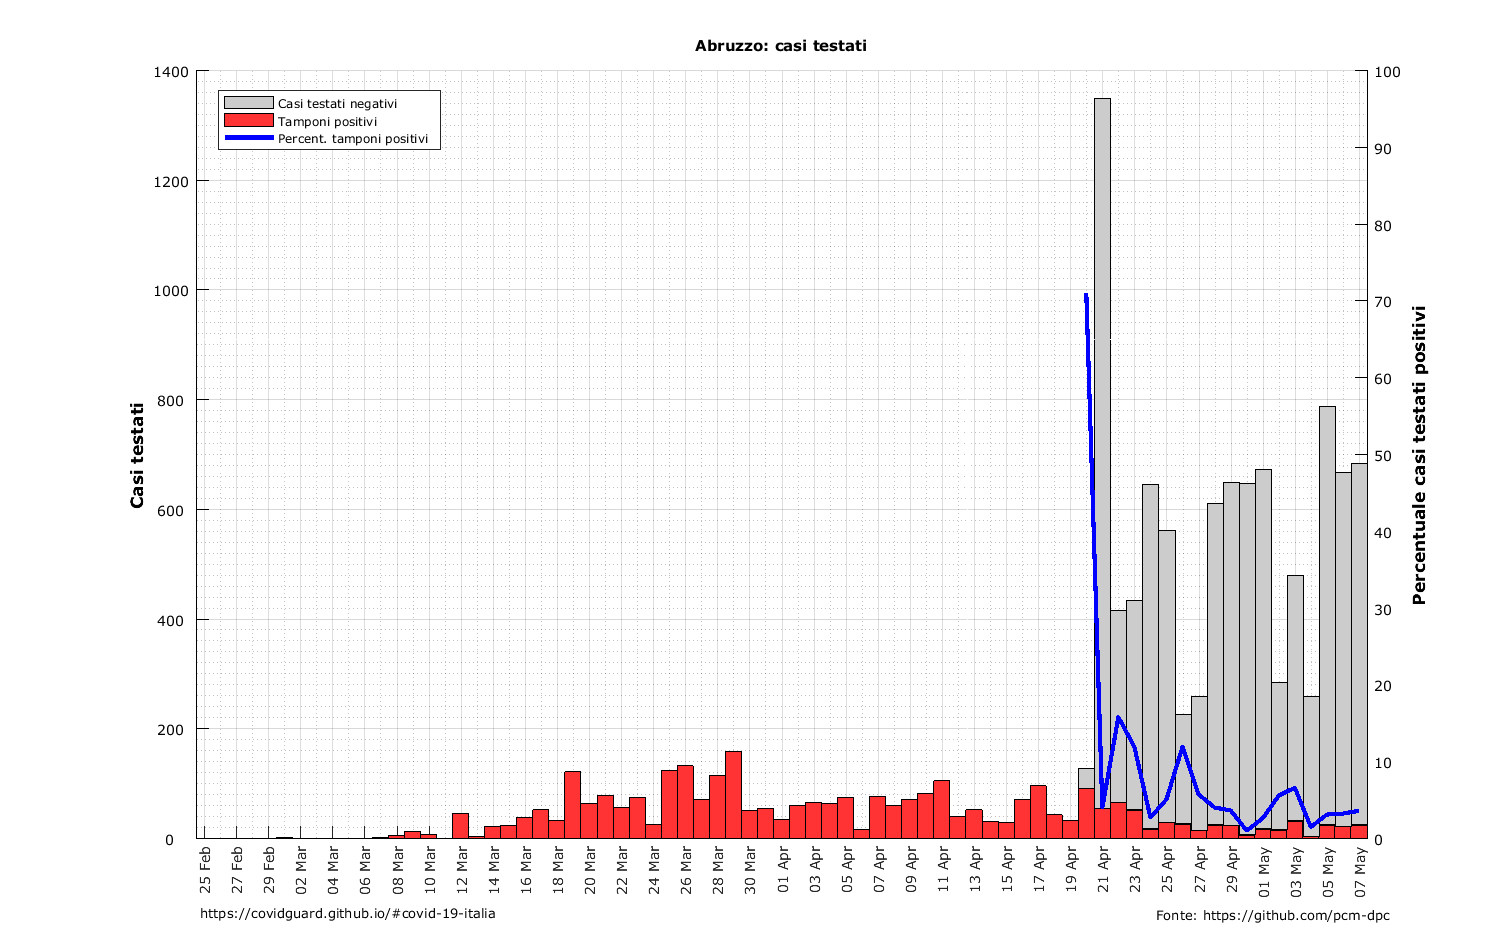 Abruzzo: casi testati
Casi testati negativi
Tamponi positivi
Percent. tamponi positivi
Casi testati
1400
1200
1000
800
600
400
200
0
100
90
80
70
60
50
40
30
20
10
0
Percentuale casi testati positivi
25 Feb
27 Feb
29 Feb
02 Mar
04 Mar
06 Mar
08 Mar
10 Mar
12 Mar
14 Mar
16 Mar
18 Mar
20 Mar
22 Mar
24 Mar
26 Mar
28 Mar
30 Mar
01 Apr
03 Apr
05 Apr
07 Apr
09 Apr
11 Apr
13 Apr
15 Apr
17 Apr
19 Apr
21 Apr
23 Apr
25 Apr
27 Apr
29 Apr
01 May
03 May
05 May
07 May
https://covidguard.github.io/#covid-19-italia
Fonte: https://github.com/pcm-dpc